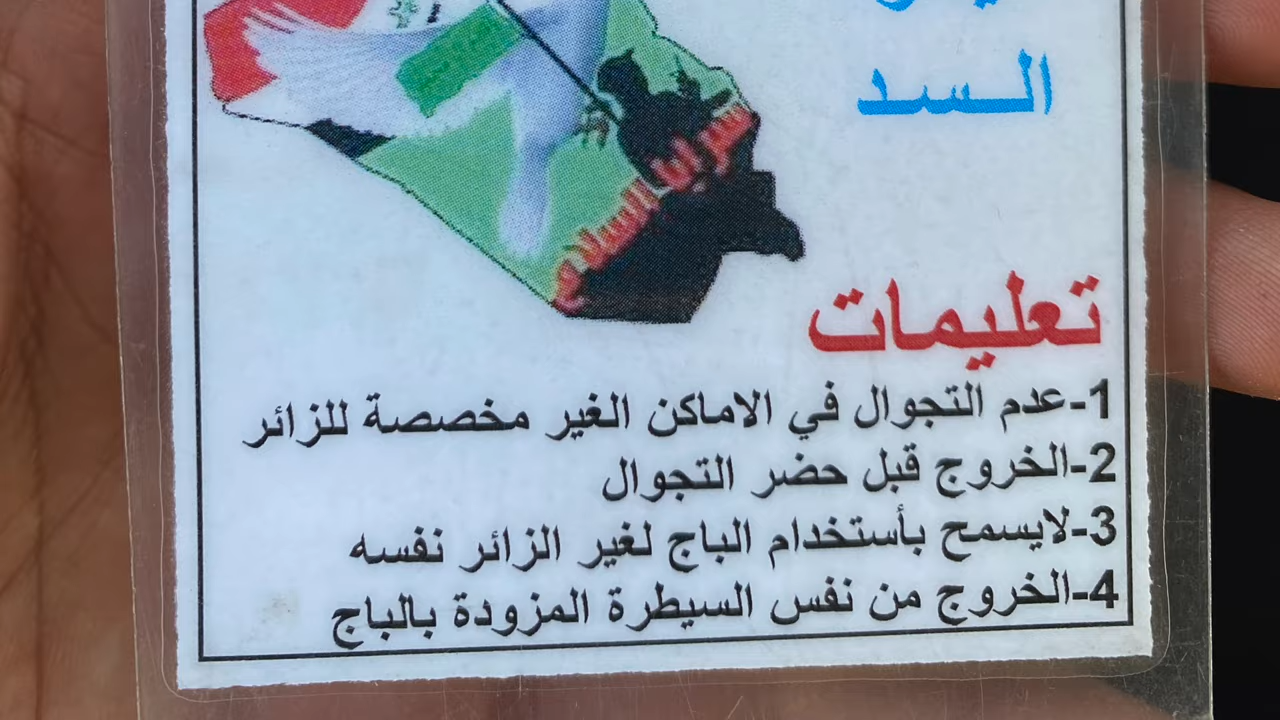 السد
تعليمات
1-عدم التجوال في الاماكن الغير مخصصة للزائر
2-الخروج قبل حضر التجوال
3-لايسمح بأستخدام الباج لغير الزائر نفسه
4-الخروج من نفس السيطرة المزودة بالباج